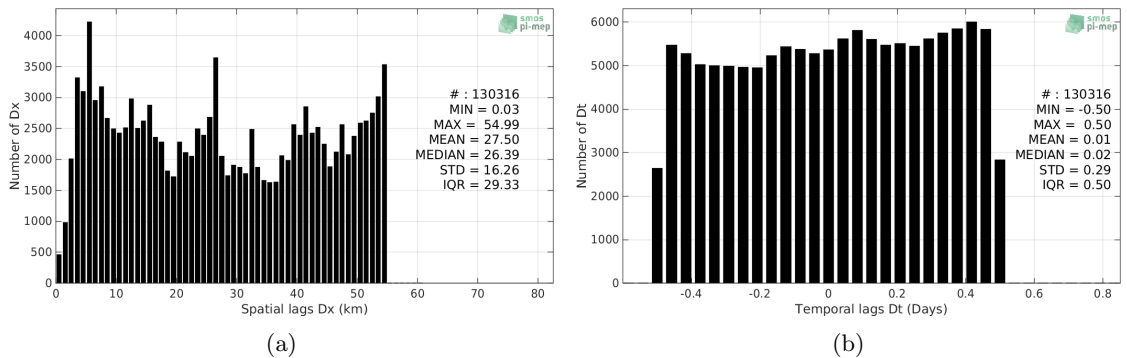 smos
pi-mep
4000
3500
3000
2500
2000
1500
1000
500
0
Number of Dx
# : 130316
MIN = 0.03
MAX = 54.99
MEAN = 27.50
MEDIAN = 26.39
STD = 16.26
IQR = 29.33
0 10 20 30 40 50 60 70 80
Spatial lags Dx (km)
(a)
smos
pi-mep
6000
5000
4000
3000
2000
1000
0
Number of Dt
# : 130316
MIN = -0.50
MAX = 0.50
MEAN = 0.01
MEDIAN = 0.02
STD = 0.29
IQR = 0.50
-0.4 -0.2 0 0.2 0.4 0.6 0.8
Temporal lags Dt (Days)
(b)